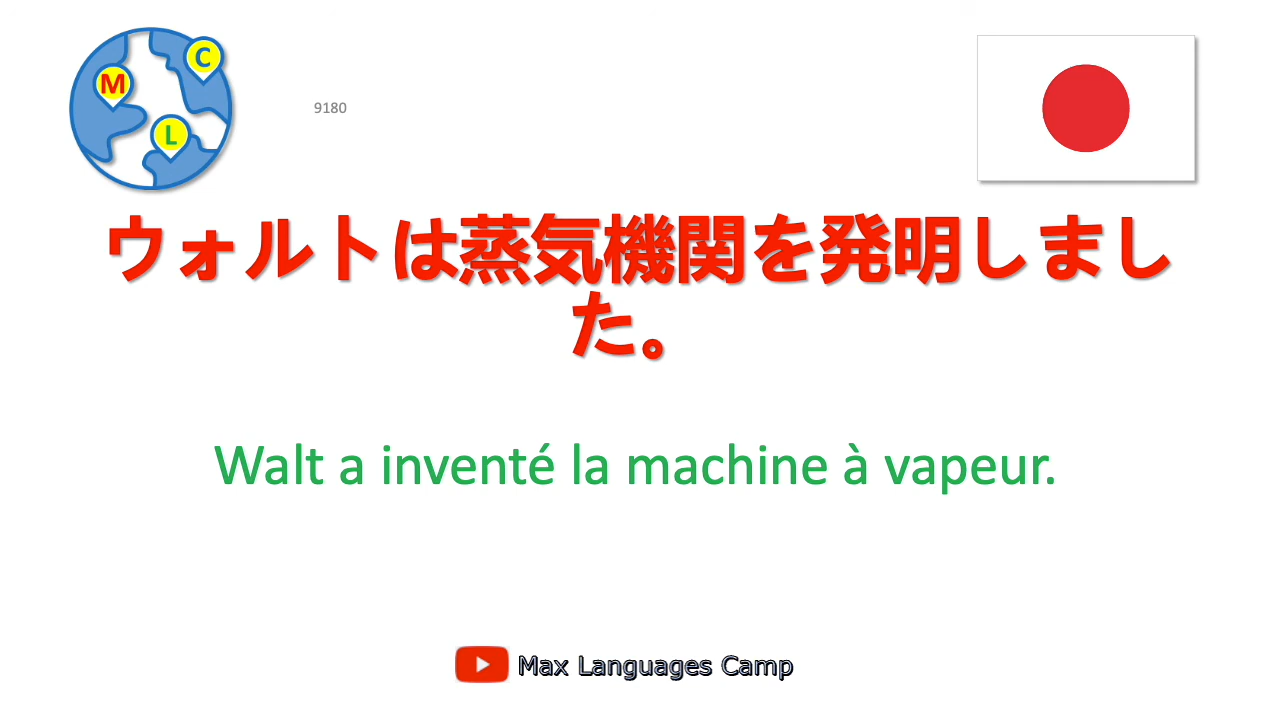 C
M
9180
L
ウォルトは蒸気機関を発明しまし
た。
Walt a inventé la machine à vapeur.
Max Languages Camp